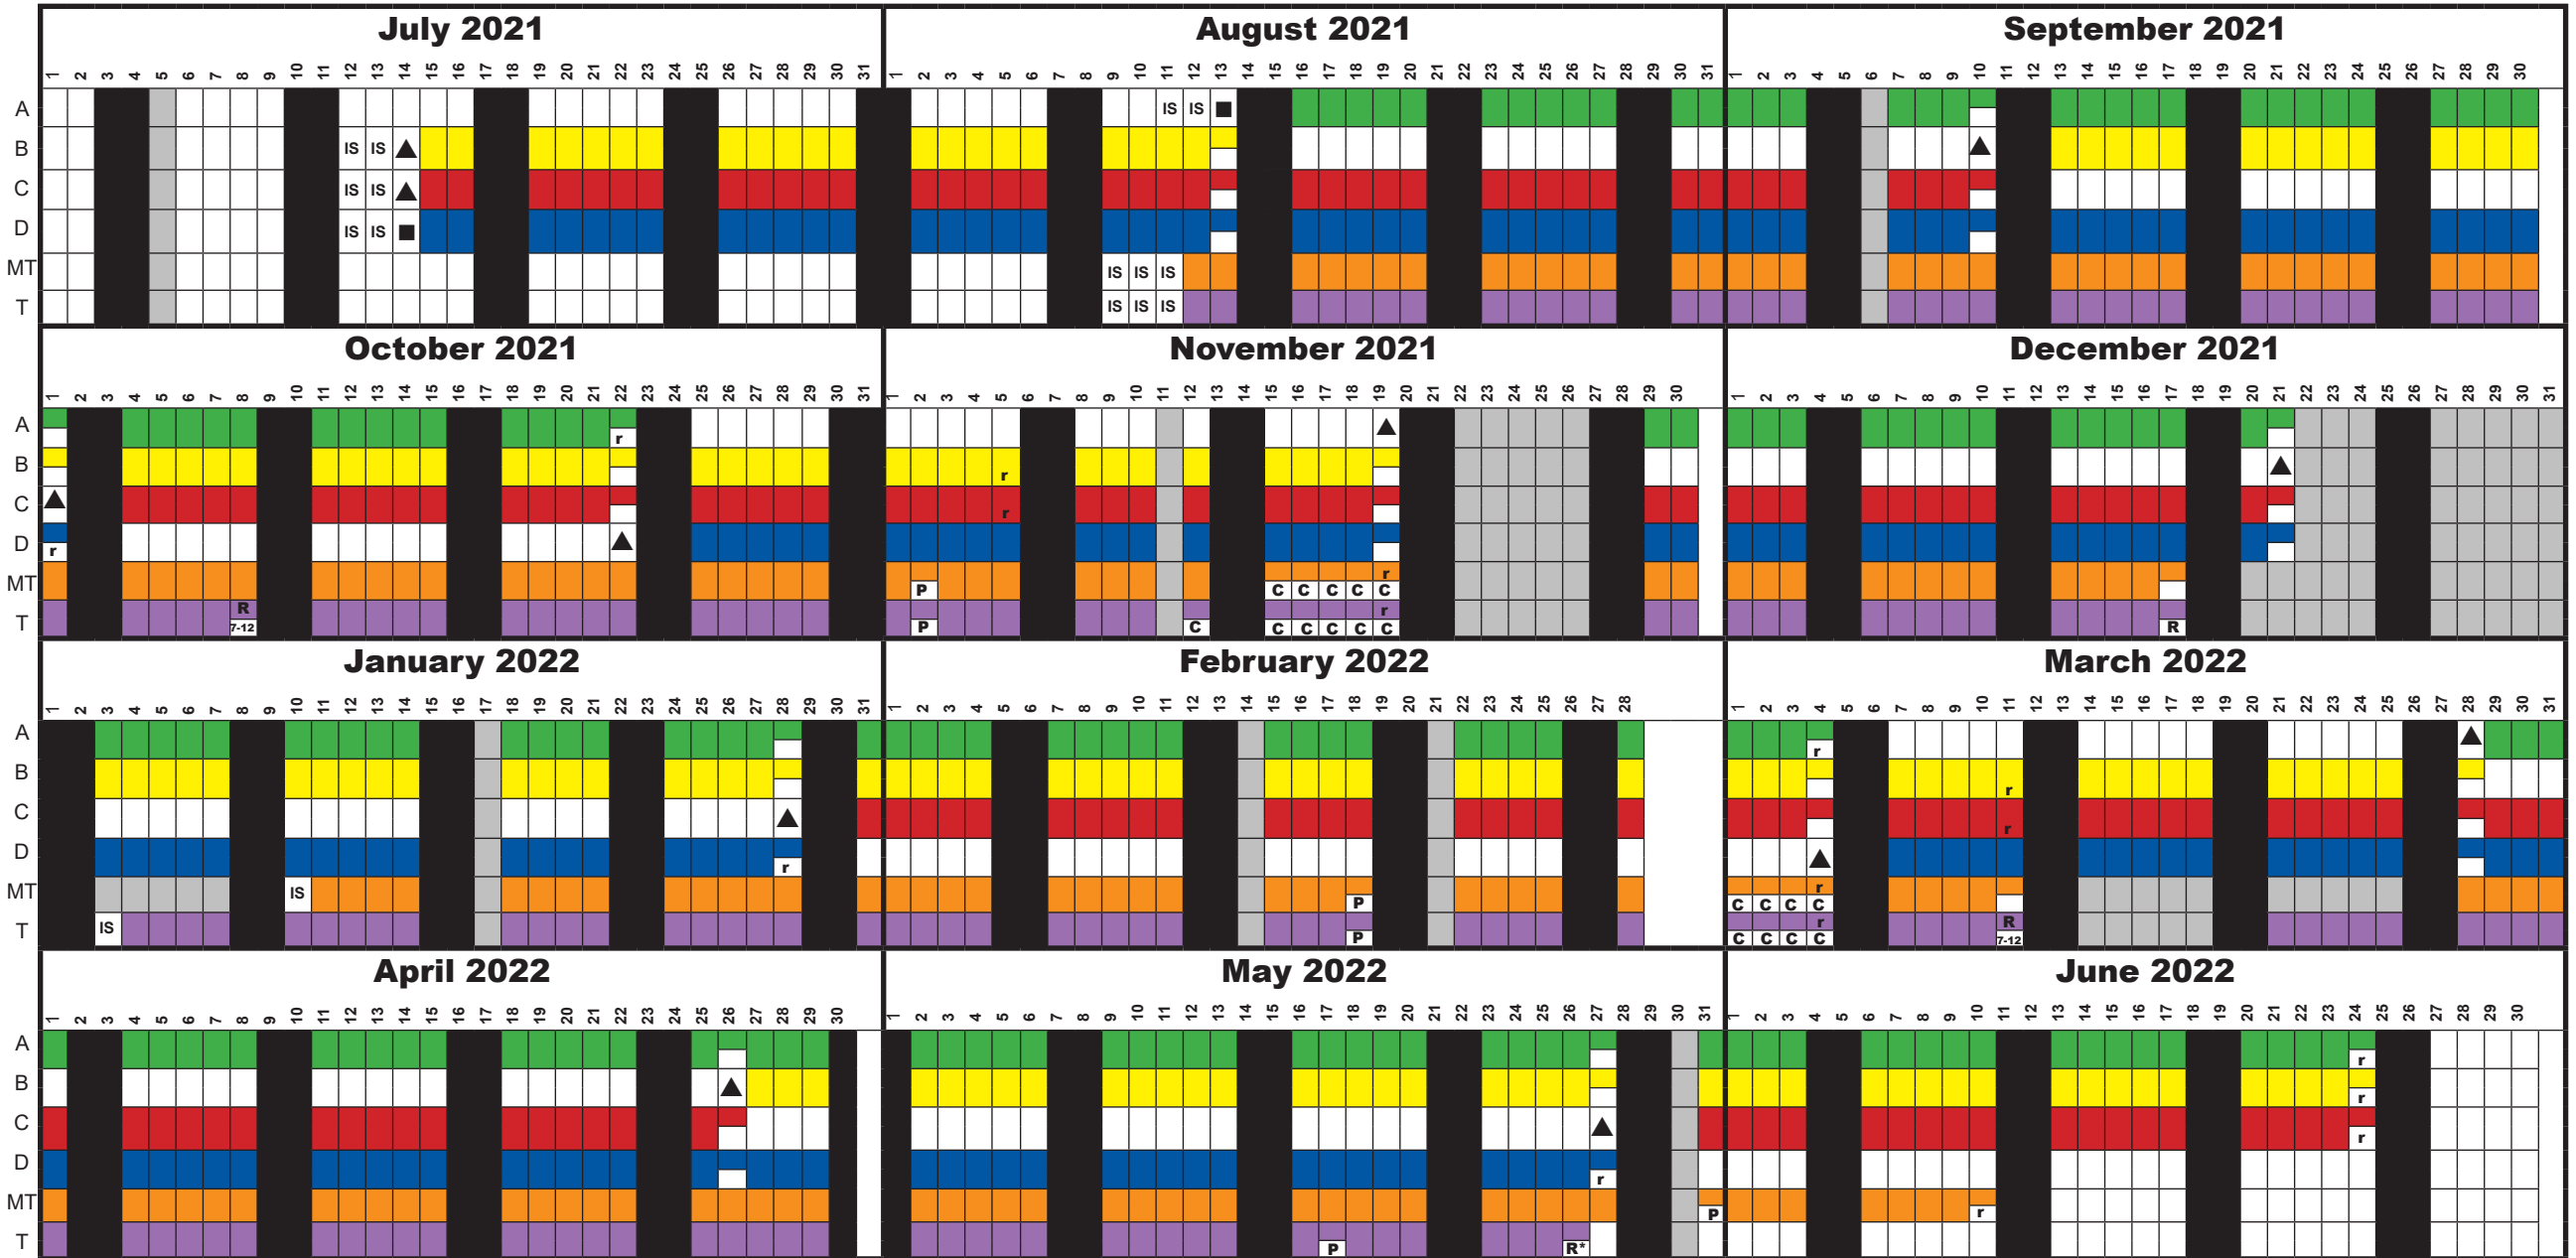 July 2021 August 2021 September 2021
1 2 3 4 5 6 7 8 9 10 11 12 13 14 15 16 17 18 19 20 21 22 23 24 25 26 27 28 29 30 31 1 2 3 4 5 6 7 8 9 10 11 12 13 14 15 16 17 18 19 20 21 22 23 24 25 26 27 28 29 30 31 1 2 3 4 5 6 7 8 9 10 11 12 13 14 15 16 17 18 19 20 21 22 23 24 25 26 27 28 29 30
A IS IS ■
B IS IS ▲ ▲
C IS IS ▲
D IS IS ■
MT IS IS IS
T IS IS IS
October 2021 November 2021 December 2021
1 2 3 4 5 6 7 8 9 10 11 12 13 14 15 16 17 18 19 20 21 22 23 24 25 26 27 28 29 30 31 1 2 3 4 5 6 7 8 9 10 11 12 13 14 15 16 17 18 19 20 21 22 23 24 25 26 27 28 29 30 1 2 3 4 5 6 7 8 9 10 11 12 13 14 15 16 17 18 19 20 21 22 23 24 25 26 27 28 29 30 31
A r ▲
B r ▲
C ▲ r
D r ▲
MT r
P C C C C C
T R r
7-12 P C C C C C C R
January 2022 February 2022 March 2022
1 2 3 4 5 6 7 8 9 10 11 12 13 14 15 16 17 18 19 20 21 22 23 24 25 26 27 28 29 30 31 1 2 3 4 5 6 7 8 9 10 11 12 13 14 15 16 17 18 19 20 21 22 23 24 25 26 27 28 1 2 3 4 5 6 7 8 9 10 11 12 13 14 15 16 17 18 19 20 21 22 23 24 25 26 27 28 29 30 31
A r ▲
B r
C ▲ r
D r ▲
MT IS r
P C C C C
T IS r R
P C C C C 7-12
April 2022 May 2022 June 2022
1 2 3 4 5 6 7 8 9 10 11 12 13 14 15 16 17 18 19 20 21 22 23 24 25 26 27 28 29 30 1 2 3 4 5 6 7 8 9 10 11 12 13 14 15 16 17 18 19 20 21 22 23 24 25 26 27 28 29 30 31 1 2 3 4 5 6 7 8 9 10 11 12 13 14 15 16 17 18 19 20 21 22 23 24 25 26 27 28 29 30
A r
B ▲ r
C ▲ r
D r
MT P r
T P R*